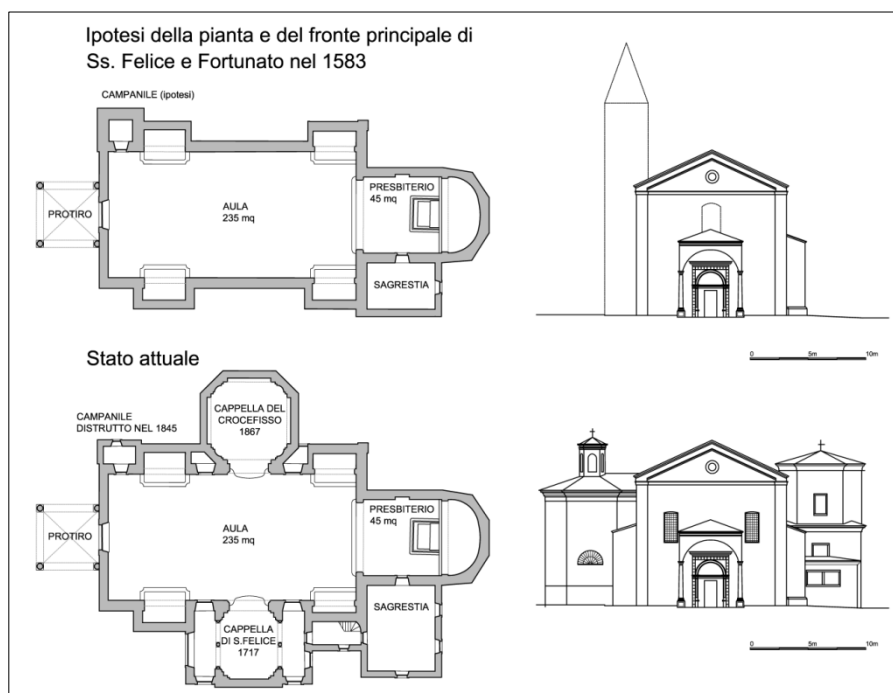 Ipotesi della pianta e del fronte principale di
Ss. Felice e Fortunato nel 1583
CAMPANILE (ipotesi)
PROTIRO
AULA
235 mq
PRESBITERIO
45 mq
SAGRESTIA
0 5m 10m
Stato attuale
CAMPANILE
DISTRUTTO NEL 1845
CAPPELLA DEL
CROCEFISSO
1867
PROTIRO
AULA
235 mq
PRESBITERIO
45 mq
SAGRESTIA
CAPPELLA
DI S.FELICE
1717
0 5m 10m